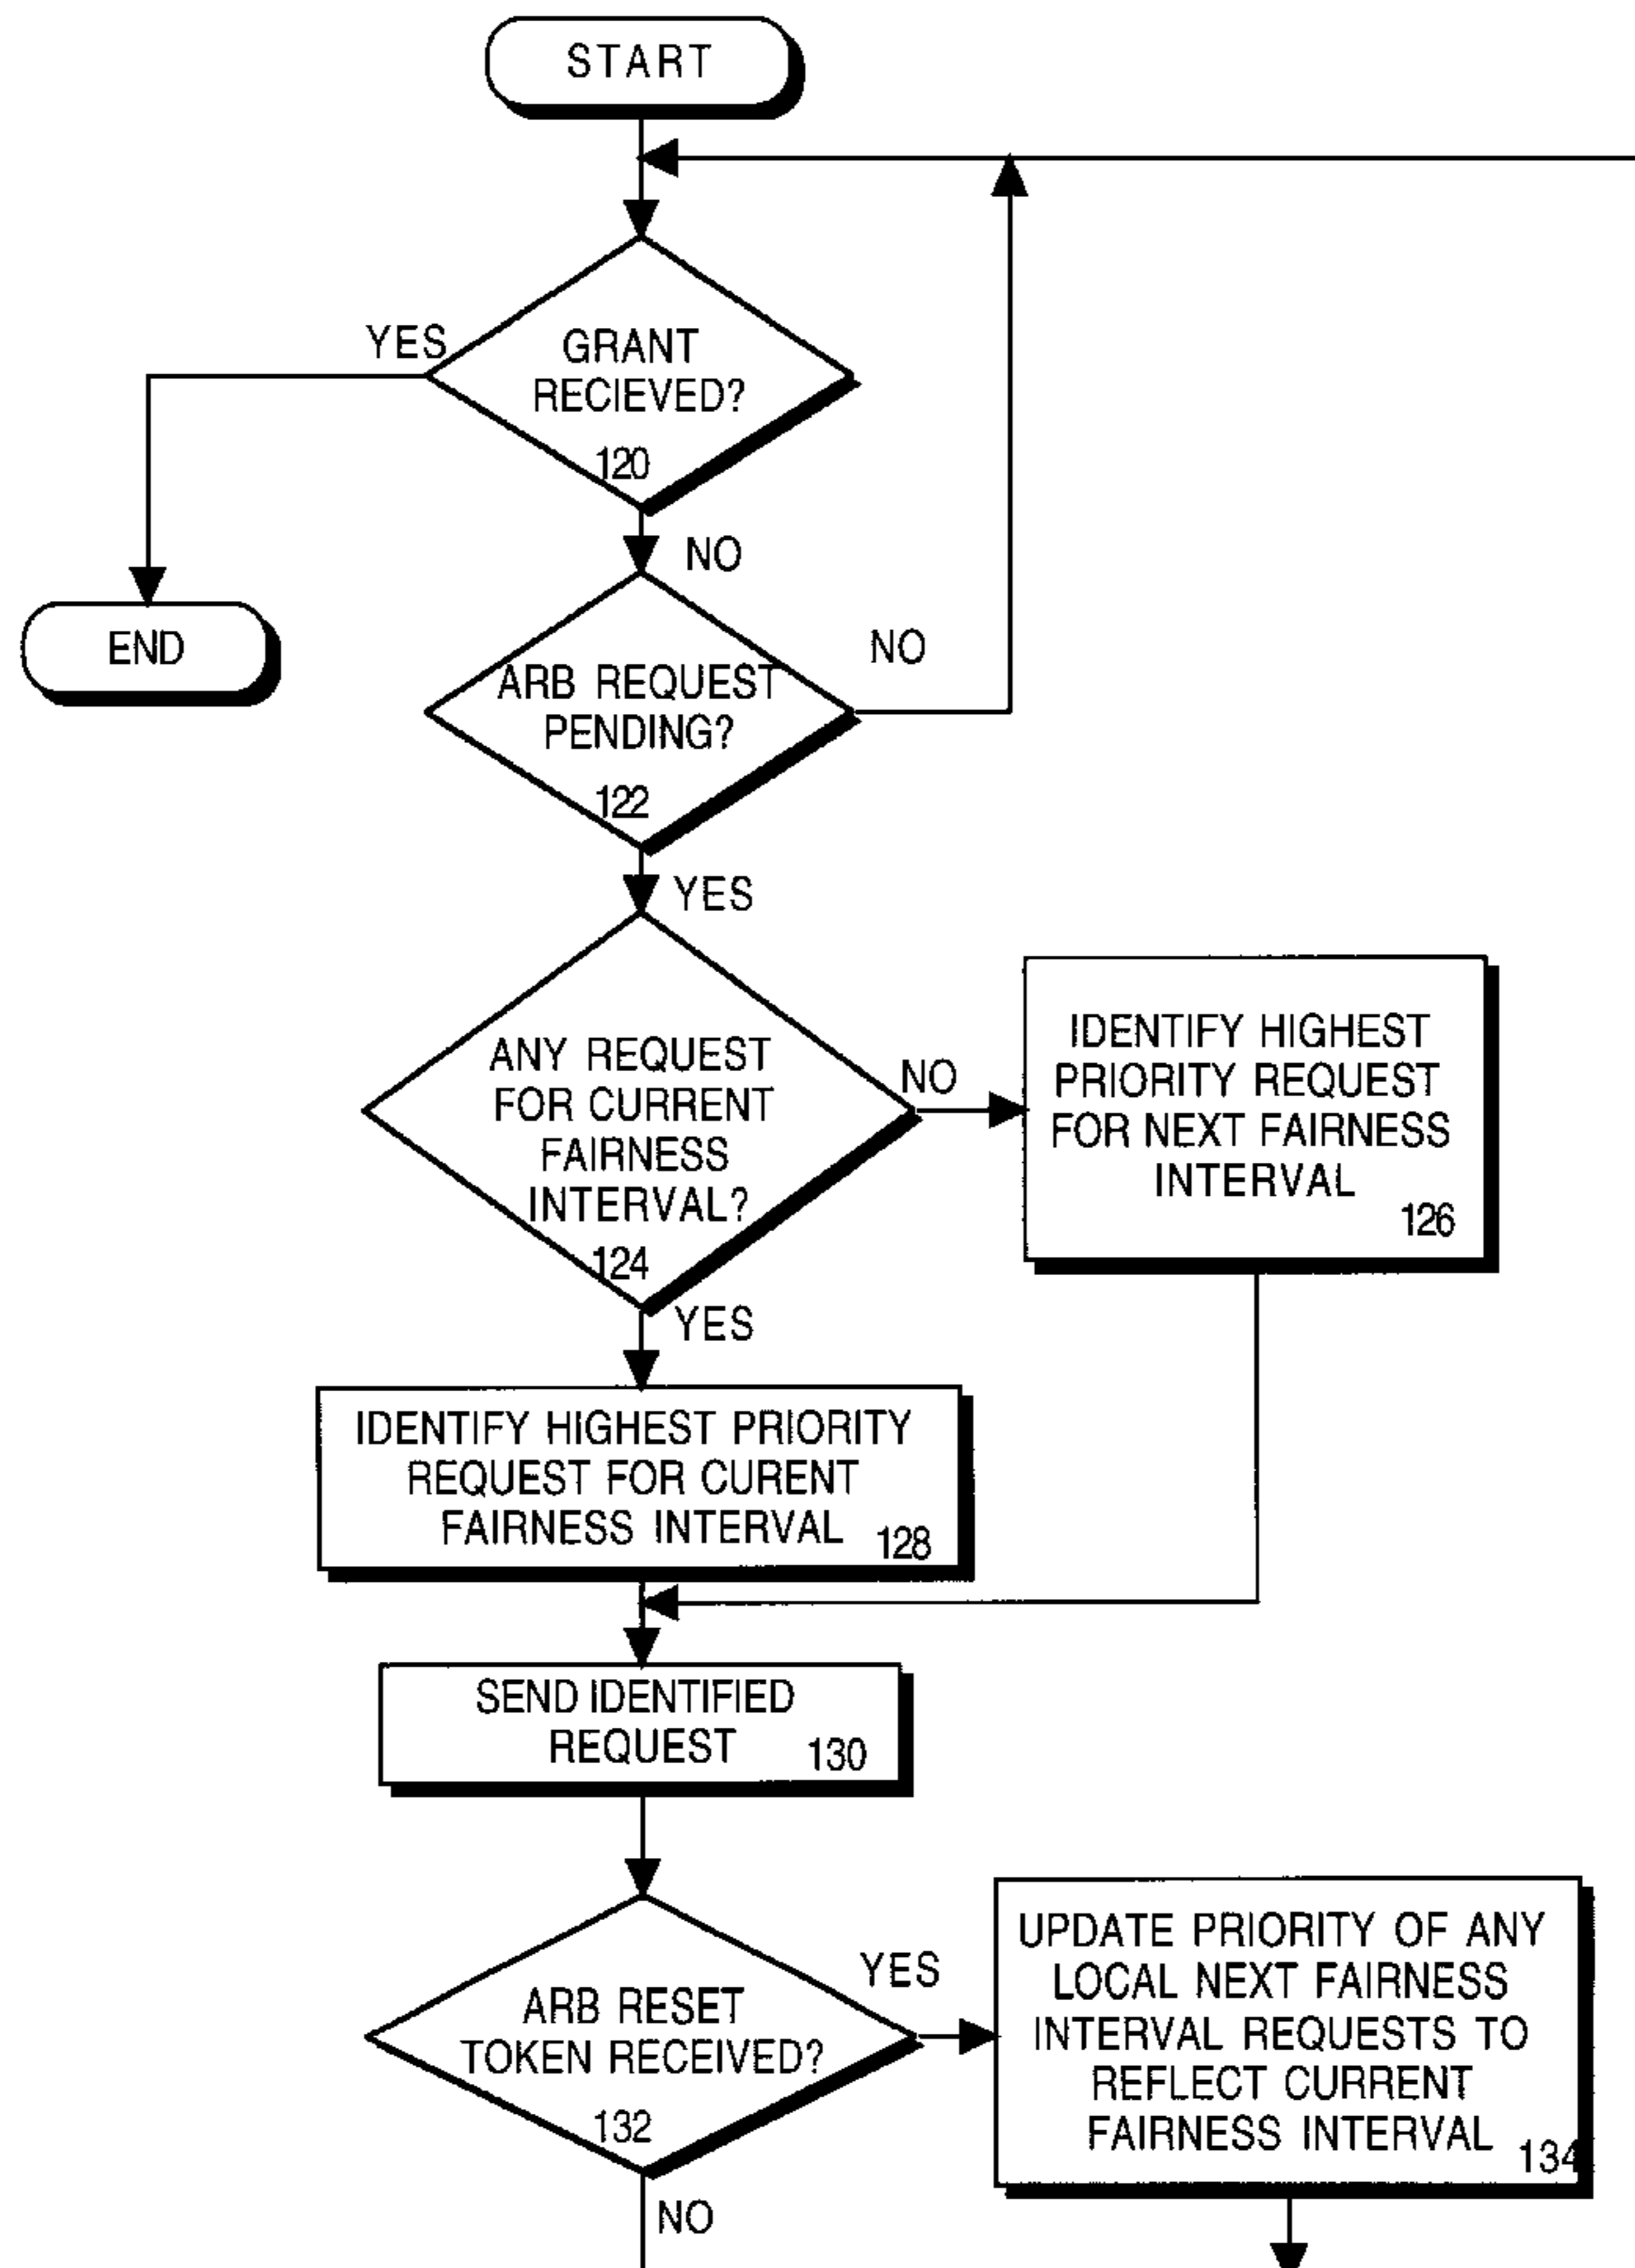 START
YES
GRANT
RECIEVED?
120
NO
END
NO
ARB REQUEST
PENDING?
122
YES
ANY REQUEST
FOR CURRENT
FAIRNESS
INTERVAL?
124
NO
IDENTIFY HIGHEST
PRIORITY REQUEST
FOR NEXT FAIRNESS
INTERVAL
126
YES
IDENTIFY HIGHEST PRIORITY
REQUEST FOR CURENT
FAIRNESS INTERVAL
128
SEND IDENTIFIED
REQUEST
130
ARB RESET
TOKEN RECEIVED?
132
YES
UPDATE PRIORITY OF ANY
LOCAL NEXT FAIRNESS
INTERVAL REQUESTS TO
REFLECT CURRENT
FAIRNESS INTERVAL
134
NO